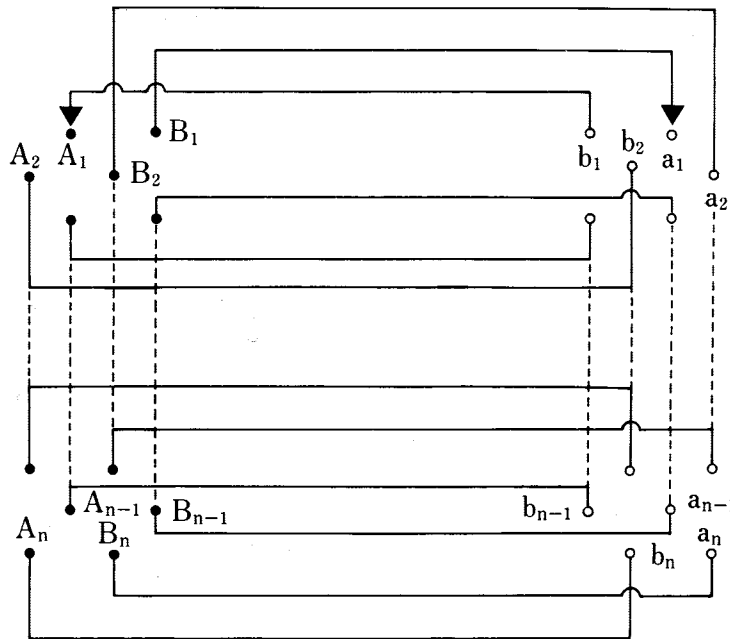 B₁
A₂ A₁ b₁ b₂ a₁
B₂ a₂
Aₙ₋₁ Bₙ₋₁ bₙ₋₁ aₙ₋₁
Aₙ Bₙ bₙ aₙ